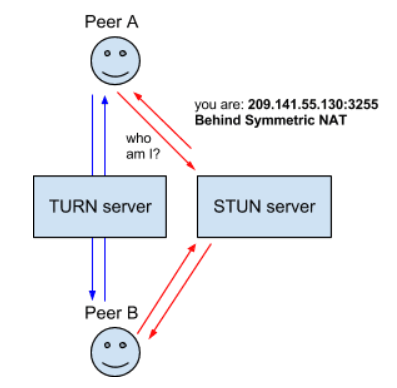 Peer A
you are: 209.141.55.130:3255
Behind Symmetric NAT
who
am I?
TURN server
STUN server
Peer B